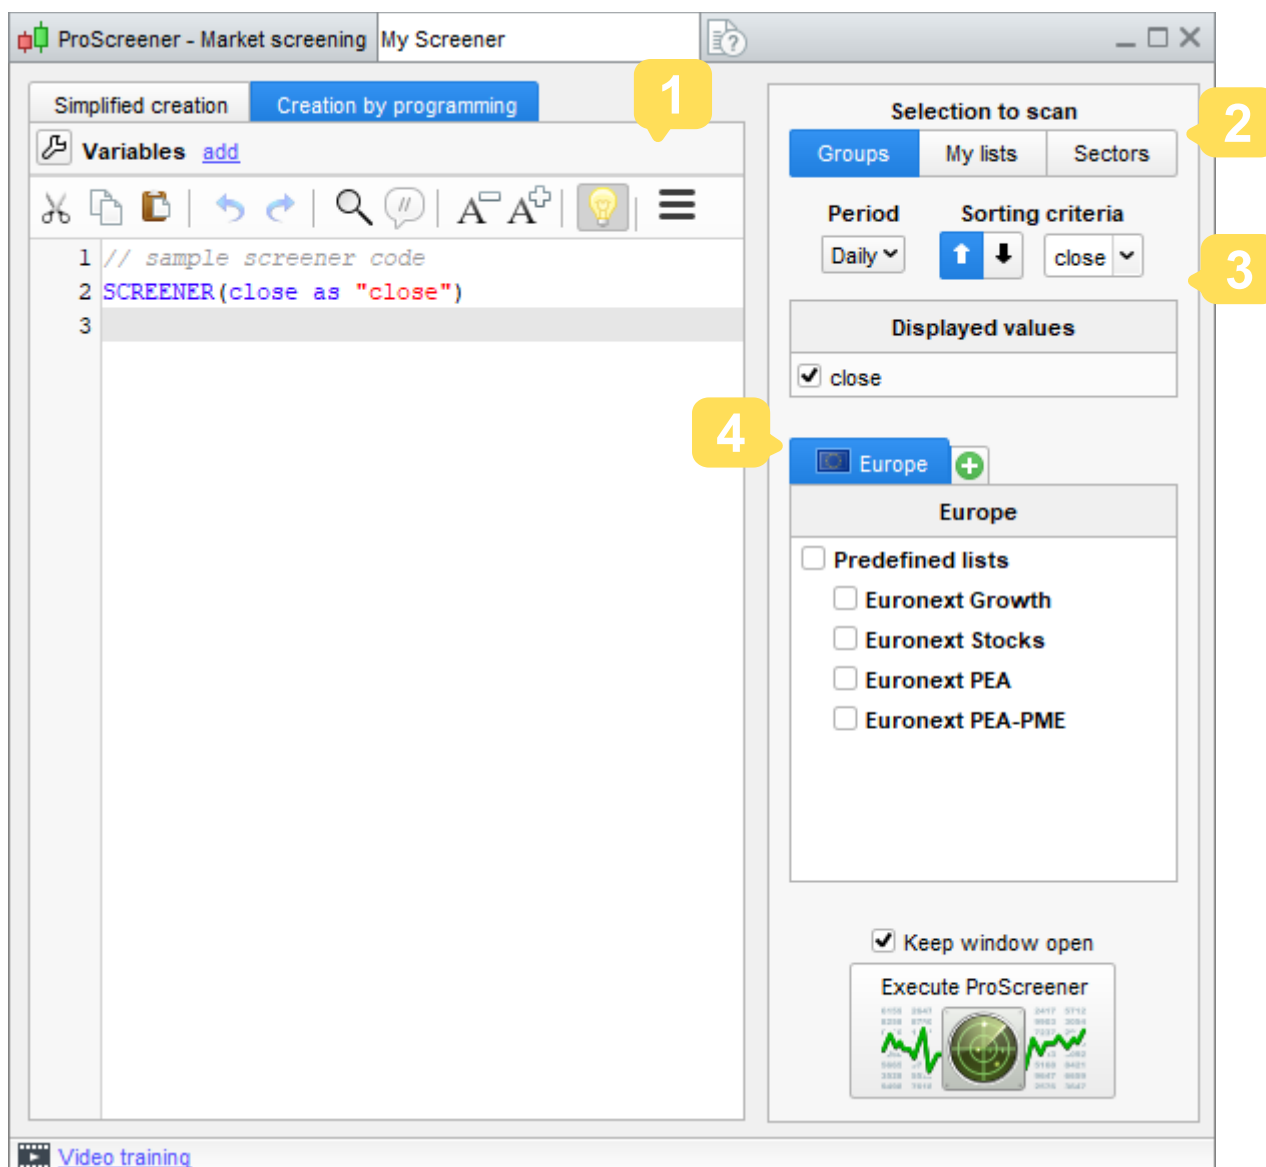 ProScreener - Market screening
My Screener
1
Simplified creation
Creation by programming
Variables add
A A
1 // sample screener code
2 SCREENER(close as "close")
3
Selection to scan
2
Groups My lists Sectors
Period Sorting criteria
Daily close
3
Displayed values
close
4
Europe
Europe
Predefined lists
Euronext Growth
Euronext Stocks
Euronext PEA
Euronext PEA-PME
Keep window open
Execute ProScreener
Video training